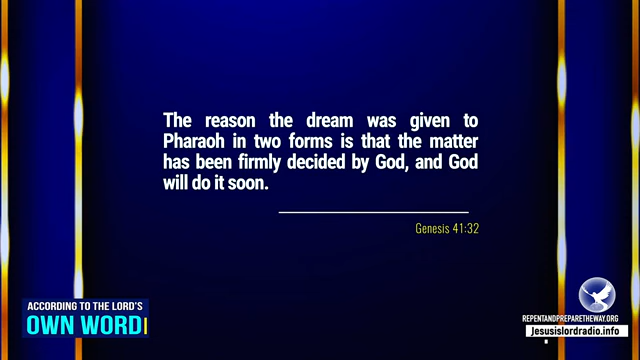 The reason the dream was given to
Pharaoh in two forms is that the matter
has been firmly decided by God, and God
will do it soon.
Genesis 41:32
ACCORDING TO THE LORD'S
OWN WORD
REPENTANDPREPARETHEWAY.ORG
Jesusislordradio.info